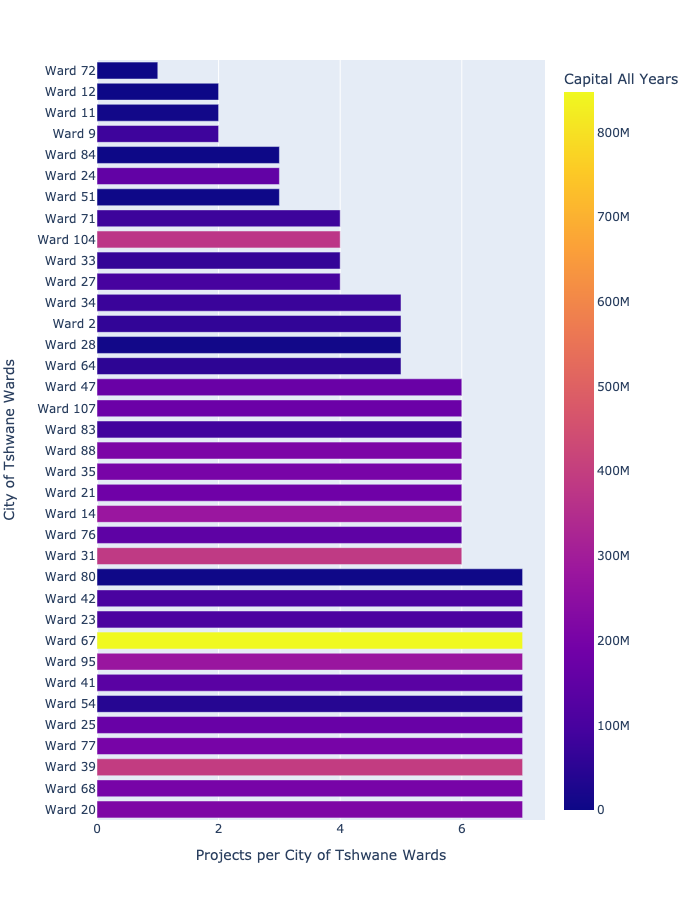 Capital All Years
Ward 72
Ward 12
Ward 11
Ward 9
Ward 84
Ward 24
Ward 51
Ward 71
Ward 104
Ward 33
Ward 27
Ward 34
Ward 2
Ward 28
Ward 64
Ward 47
Ward 107
Ward 83
Ward 88
Ward 35
Ward 21
Ward 14
Ward 76
Ward 31
Ward 80
Ward 42
Ward 23
Ward 67
Ward 95
Ward 41
Ward 54
Ward 25
Ward 77
Ward 39
Ward 68
Ward 20
City of Tshwane Wards
0 2 4 6
Projects per City of Tshwane Wards
800M
700M
600M
500M
400M
300M
200M
100M
0